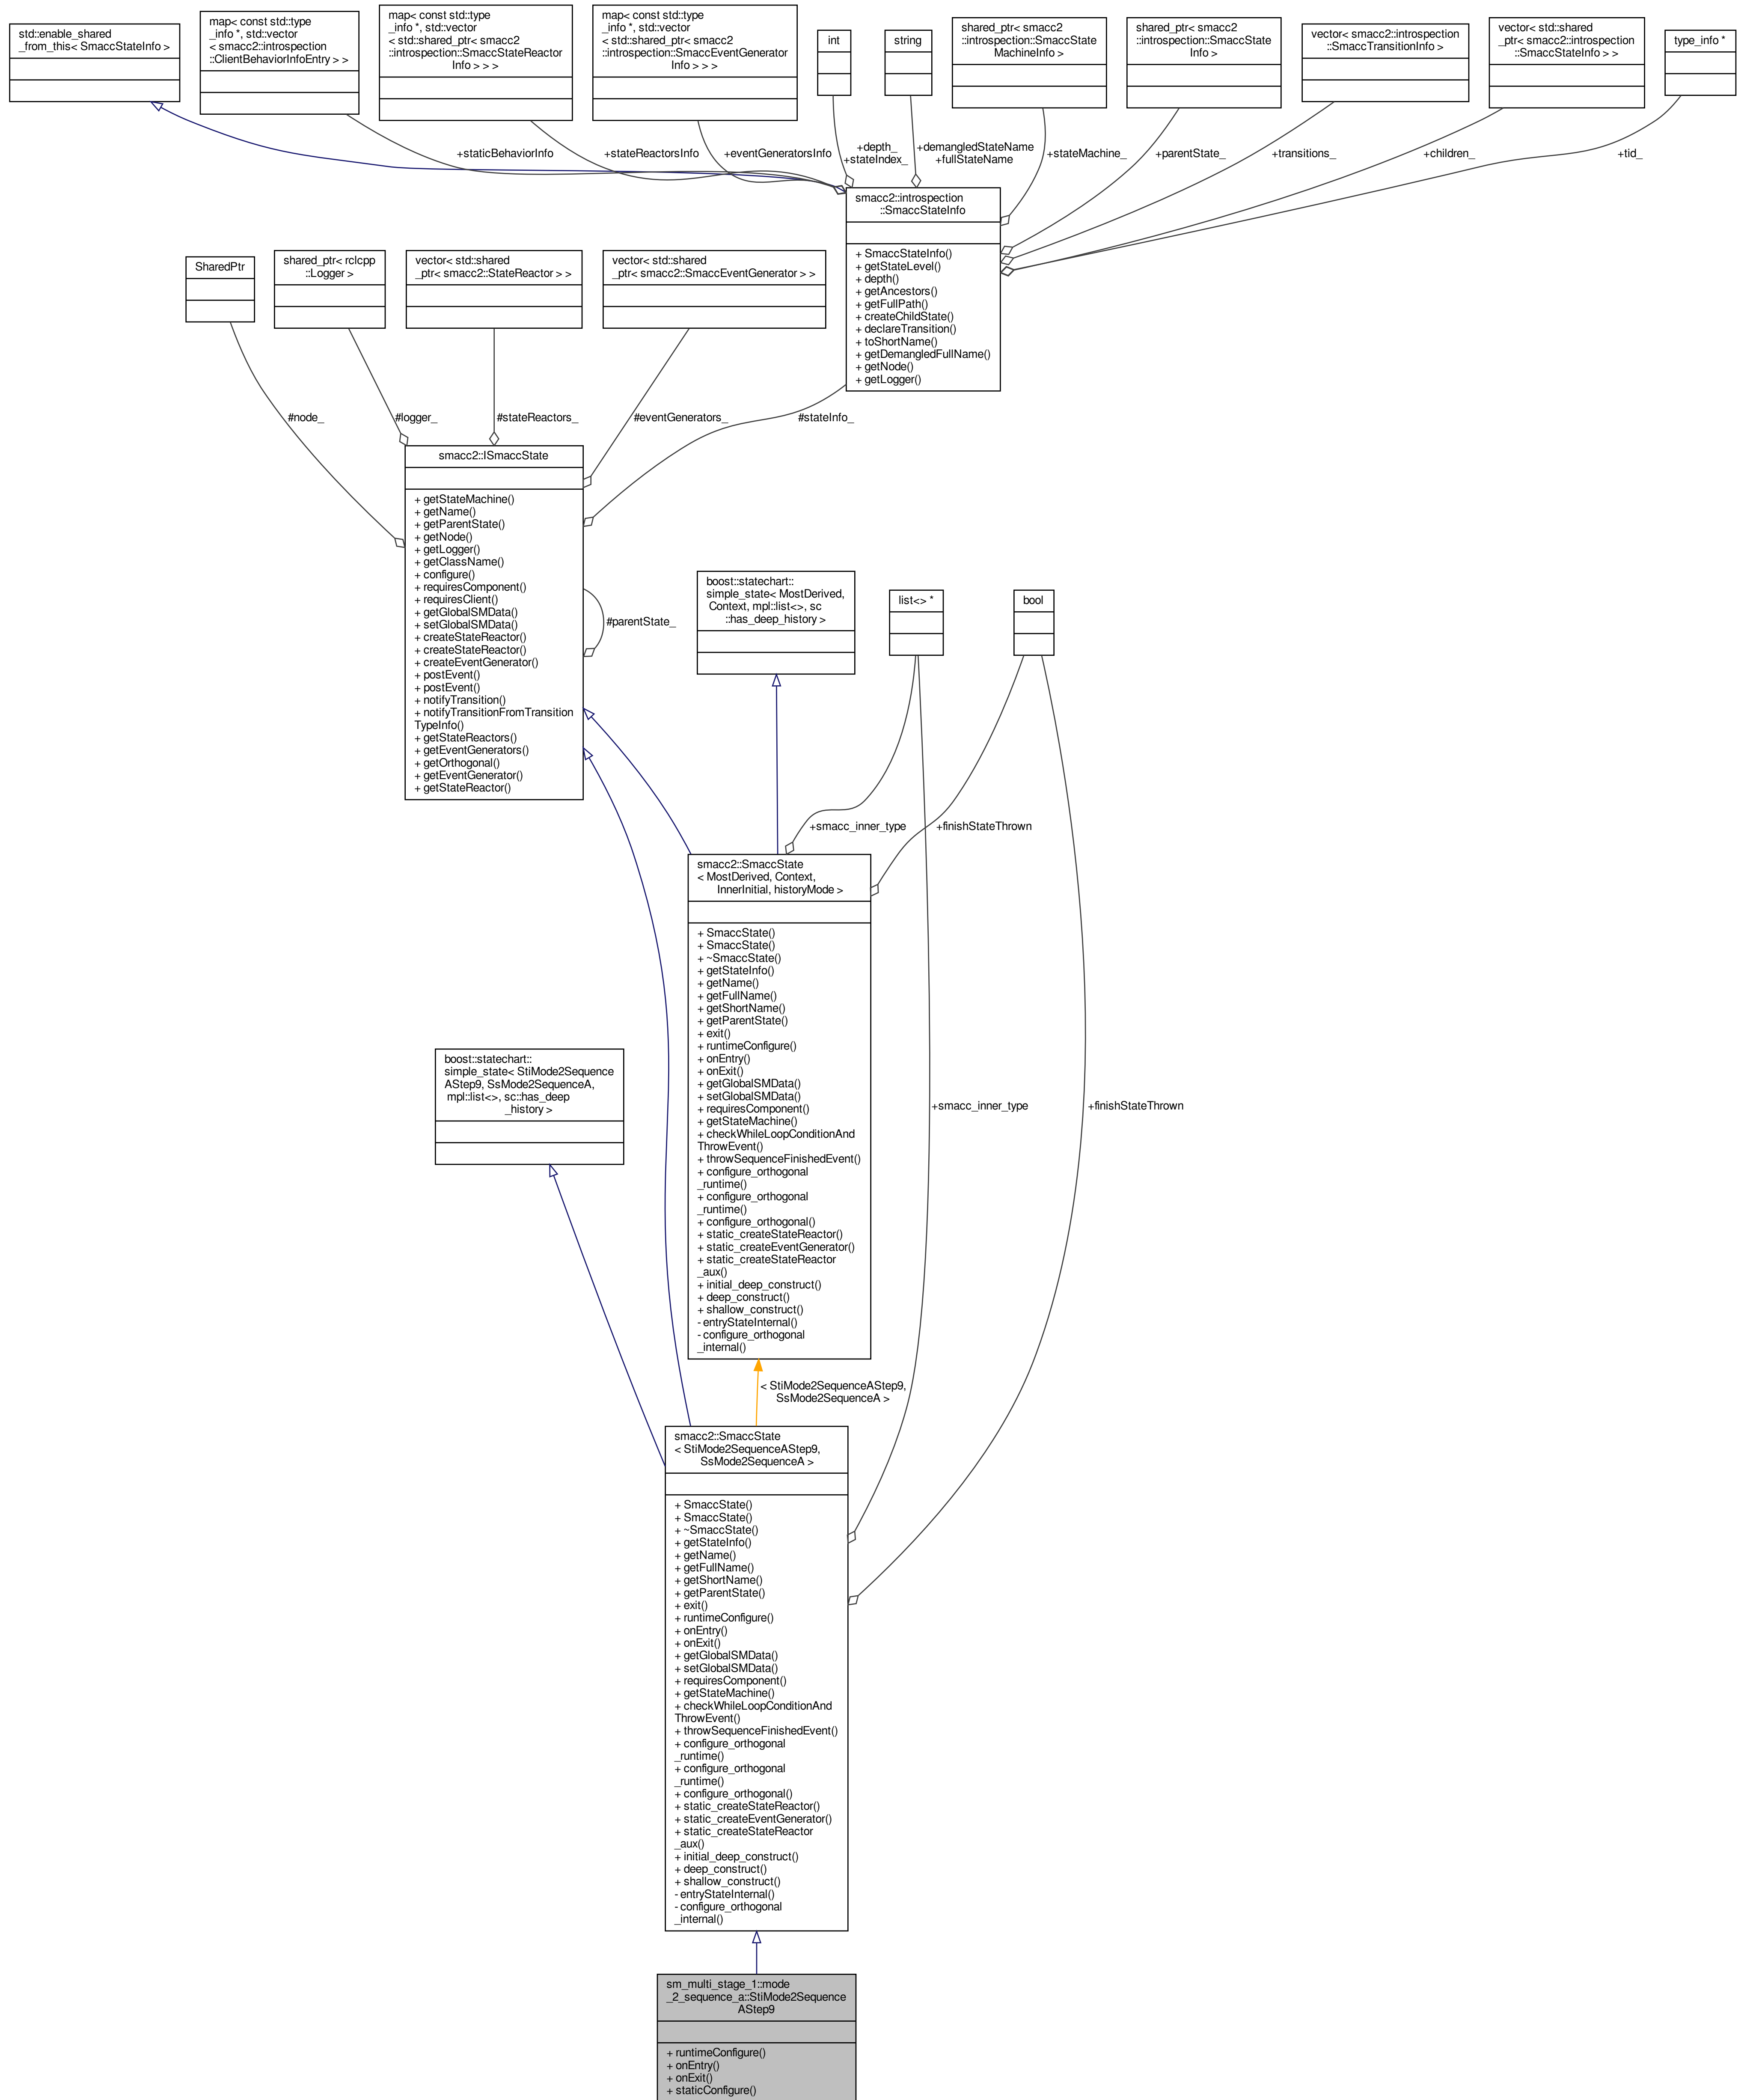 std::enable_shared
_from_this< SmaccStateInfo >
map< const std::type
_info *, std::vector
< smacc2::introspection
::ClientBehaviorInfoEntry > >
map< const std::type
_info *, std::vector
< std::shared_ptr< smacc2
::introspection::SmaccStateReactor
Info > > >
map< const std::type
_info *, std::vector
< std::shared_ptr< smacc2
::introspection::SmaccEventGenerator
Info > > >
int
string
shared_ptr< smacc2
::introspection::SmaccState
MachineInfo >
shared_ptr< smacc2
::introspection::SmaccState
Info >
vector< smacc2::introspection
::SmaccTransitionInfo >
vector< std::shared
_ptr< smacc2::introspection
::SmaccStateInfo > >
type_info *
+staticBehaviorInfo
+stateReactorsInfo
+eventGeneratorsInfo
+depth_
+stateIndex_
+demangledStateName
+fullStateName
+stateMachine_
+parentState_
+transitions_
+children_
+tid_
smacc2::introspection
::SmaccStateInfo
+ SmaccStateInfo()
+ getStateLevel()
+ depth()
+ getAncestors()
+ getFullPath()
+ createChildState()
+ declareTransition()
+ toShortName()
+ getDemangledFullName()
+ getNode()
+ getLogger()
SharedPtr
shared_ptr< rclcpp
::Logger >
vector< std::shared
_ptr< smacc2::StateReactor > >
vector< std::shared
_ptr< smacc2::SmaccEventGenerator > >
#node_
#logger_
#stateReactors_
#eventGenerators_
#stateInfo_
smacc2::ISmaccState
+ getStateMachine()
+ getName()
+ getParentState()
+ getNode()
+ getLogger()
+ getClassName()
+ configure()
+ requiresComponent()
+ requiresClient()
+ getGlobalSMData()
+ setGlobalSMData()
+ createStateReactor()
+ createStateReactor()
+ createEventGenerator()
+ postEvent()
+ postEvent()
+ notifyTransition()
+ notifyTransitionFromTransition
TypeInfo()
+ getStateReactors()
+ getEventGenerators()
+ getOrthogonal()
+ getEventGenerator()
+ getStateReactor()
#parentState_
boost::statechart::
simple_state< MostDerived,
Context, mpl::list<>, sc
::has_deep_history >
list<> *
bool
+smacc_inner_type
+finishStateThrown
smacc2::SmaccState
< MostDerived, Context,
InnerInitial, historyMode >
+ SmaccState()
+ SmaccState()
+ ~SmaccState()
+ getStateInfo()
+ getName()
+ getFullName()
+ getShortName()
+ getParentState()
+ exit()
+ runtimeConfigure()
+ onEntry()
+ onExit()
+ getGlobalSMData()
+ setGlobalSMData()
+ requiresComponent()
+ getStateMachine()
+ checkWhileLoopConditionAnd
ThrowEvent()
+ throwSequenceFinishedEvent()
+ configure_orthogonal
_runtime()
+ configure_orthogonal
_runtime()
+ configure_orthogonal()
+ static_createStateReactor()
+ static_createEventGenerator()
+ static_createStateReactor
_aux()
+ initial_deep_construct()
+ deep_construct()
+ shallow_construct()
- entryStateInternal()
- configure_orthogonal
_internal()
boost::statechart::
simple_state< StiMode2Sequence
AStep9, SsMode2SequenceA,
mpl::list<>, sc::has_deep
_history >
+smacc_inner_type
+finishStateThrown
< StiMode2SequenceAStep9,
SsMode2SequenceA >
smacc2::SmaccState
< StiMode2SequenceAStep9,
SsMode2SequenceA >
+ SmaccState()
+ SmaccState()
+ ~SmaccState()
+ getStateInfo()
+ getName()
+ getFullName()
+ getShortName()
+ getParentState()
+ exit()
+ runtimeConfigure()
+ onEntry()
+ onExit()
+ getGlobalSMData()
+ setGlobalSMData()
+ requiresComponent()
+ getStateMachine()
+ checkWhileLoopConditionAnd
ThrowEvent()
+ throwSequenceFinishedEvent()
+ configure_orthogonal
_runtime()
+ configure_orthogonal
_runtime()
+ configure_orthogonal()
+ static_createStateReactor()
+ static_createEventGenerator()
+ static_createStateReactor
_aux()
+ initial_deep_construct()
+ deep_construct()
+ shallow_construct()
- entryStateInternal()
- configure_orthogonal
_internal()
sm_multi_stage_1::mode
_2_sequence_a::StiMode2Sequence
AStep9
+ runtimeConfigure()
+ onEntry()
+ onExit()
+ staticConfigure()